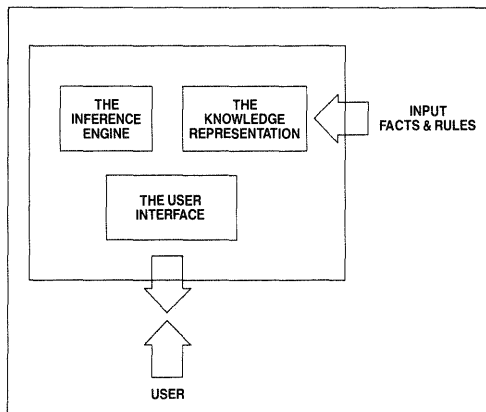 THE
INFERENCE
ENGINE
THE
KNOWLEDGE
REPRESENTATION
INPUT
FACTS & RULES
THE USER
INTERFACE
USER